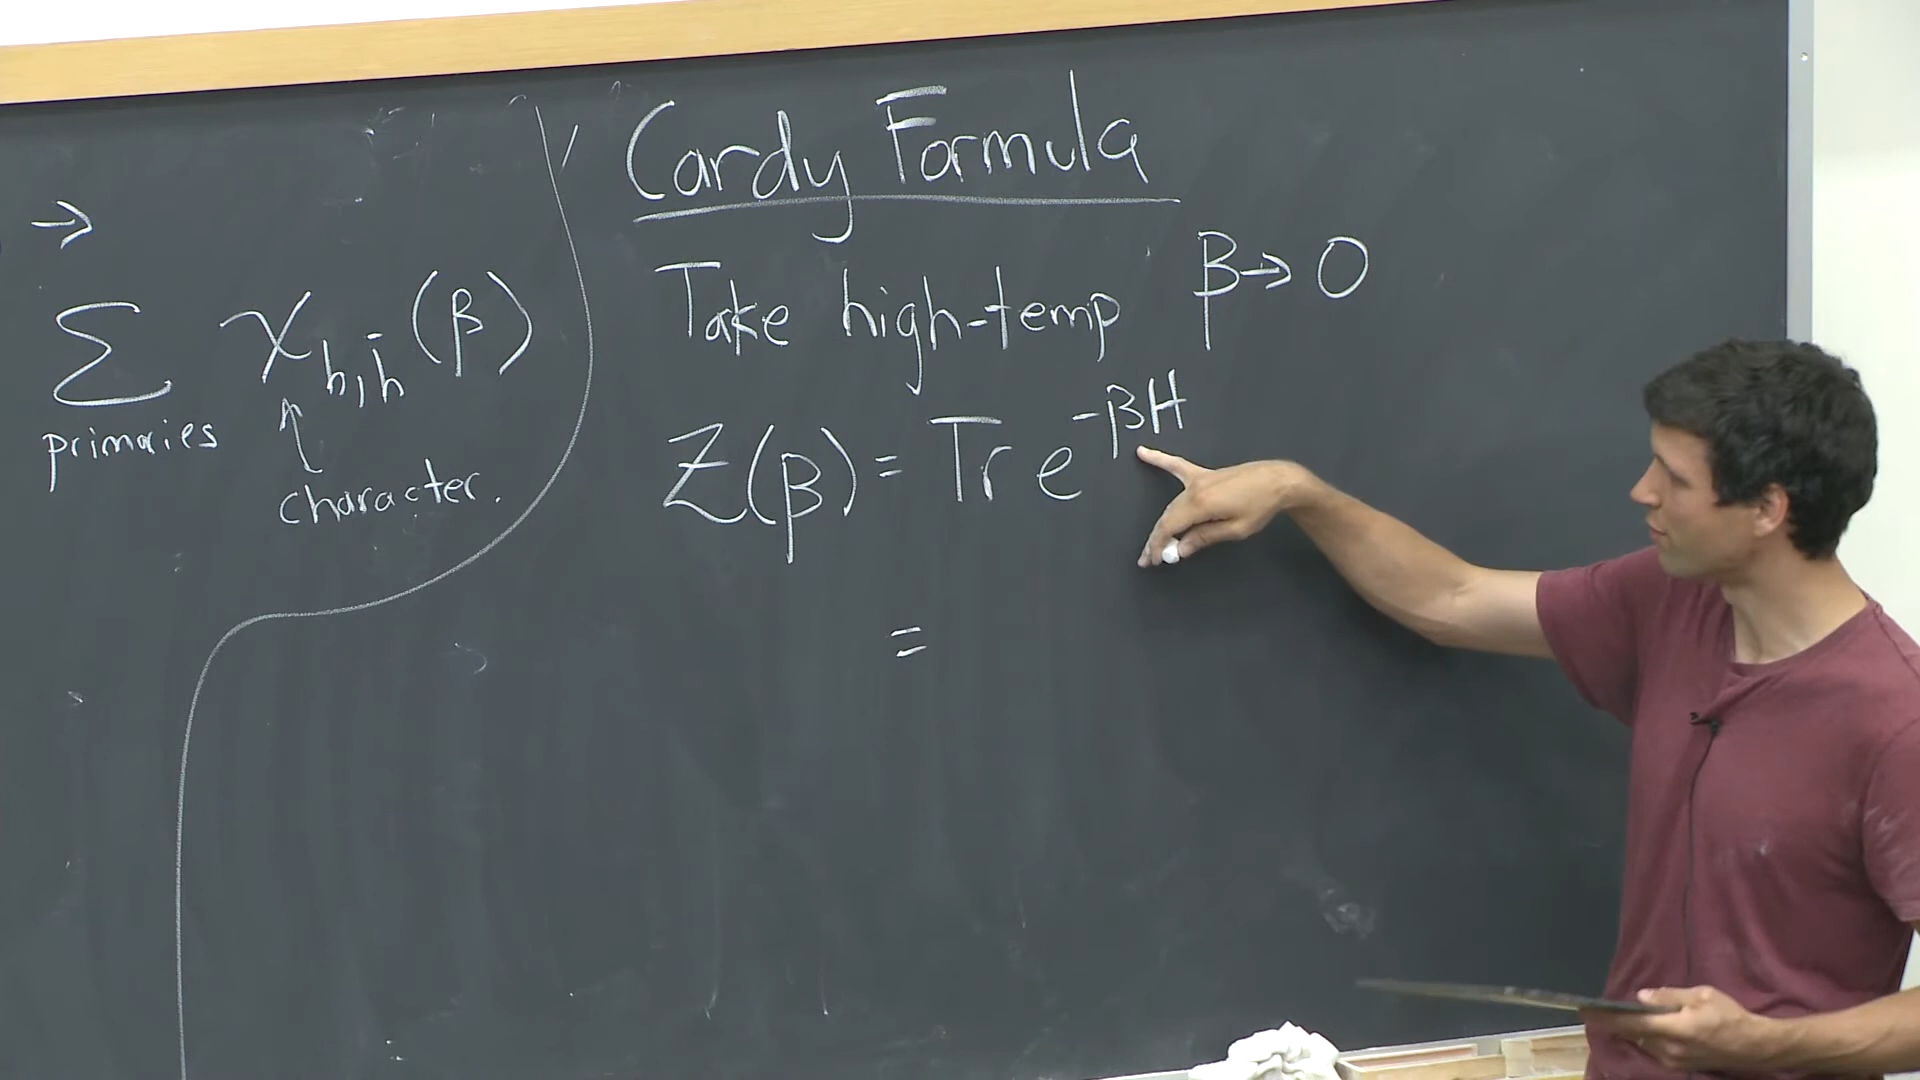 →
Σ χ_{h,h̄}(β)
primaries
↑
character.
Cardy Formula
Take high-temp β→0
Z(β) = Tr e^{-βH}
=